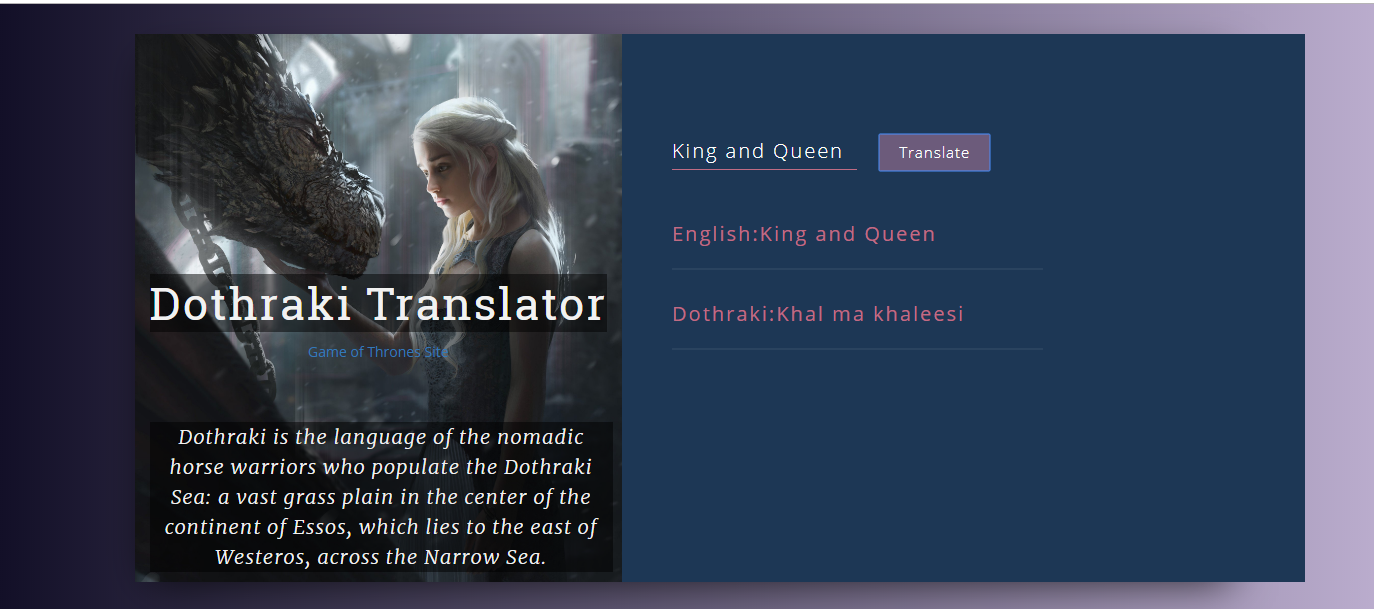 Dothraki Translator
Game of Thrones Site
Dothraki is the language of the nomadic
horse warriors who populate the Dothraki
Sea: a vast grass plain in the center of the
continent of Essos, which lies to the east of
Westeros, across the Narrow Sea.
King and Queen
Translate
English:King and Queen
Dothraki:Khal ma khaleesi